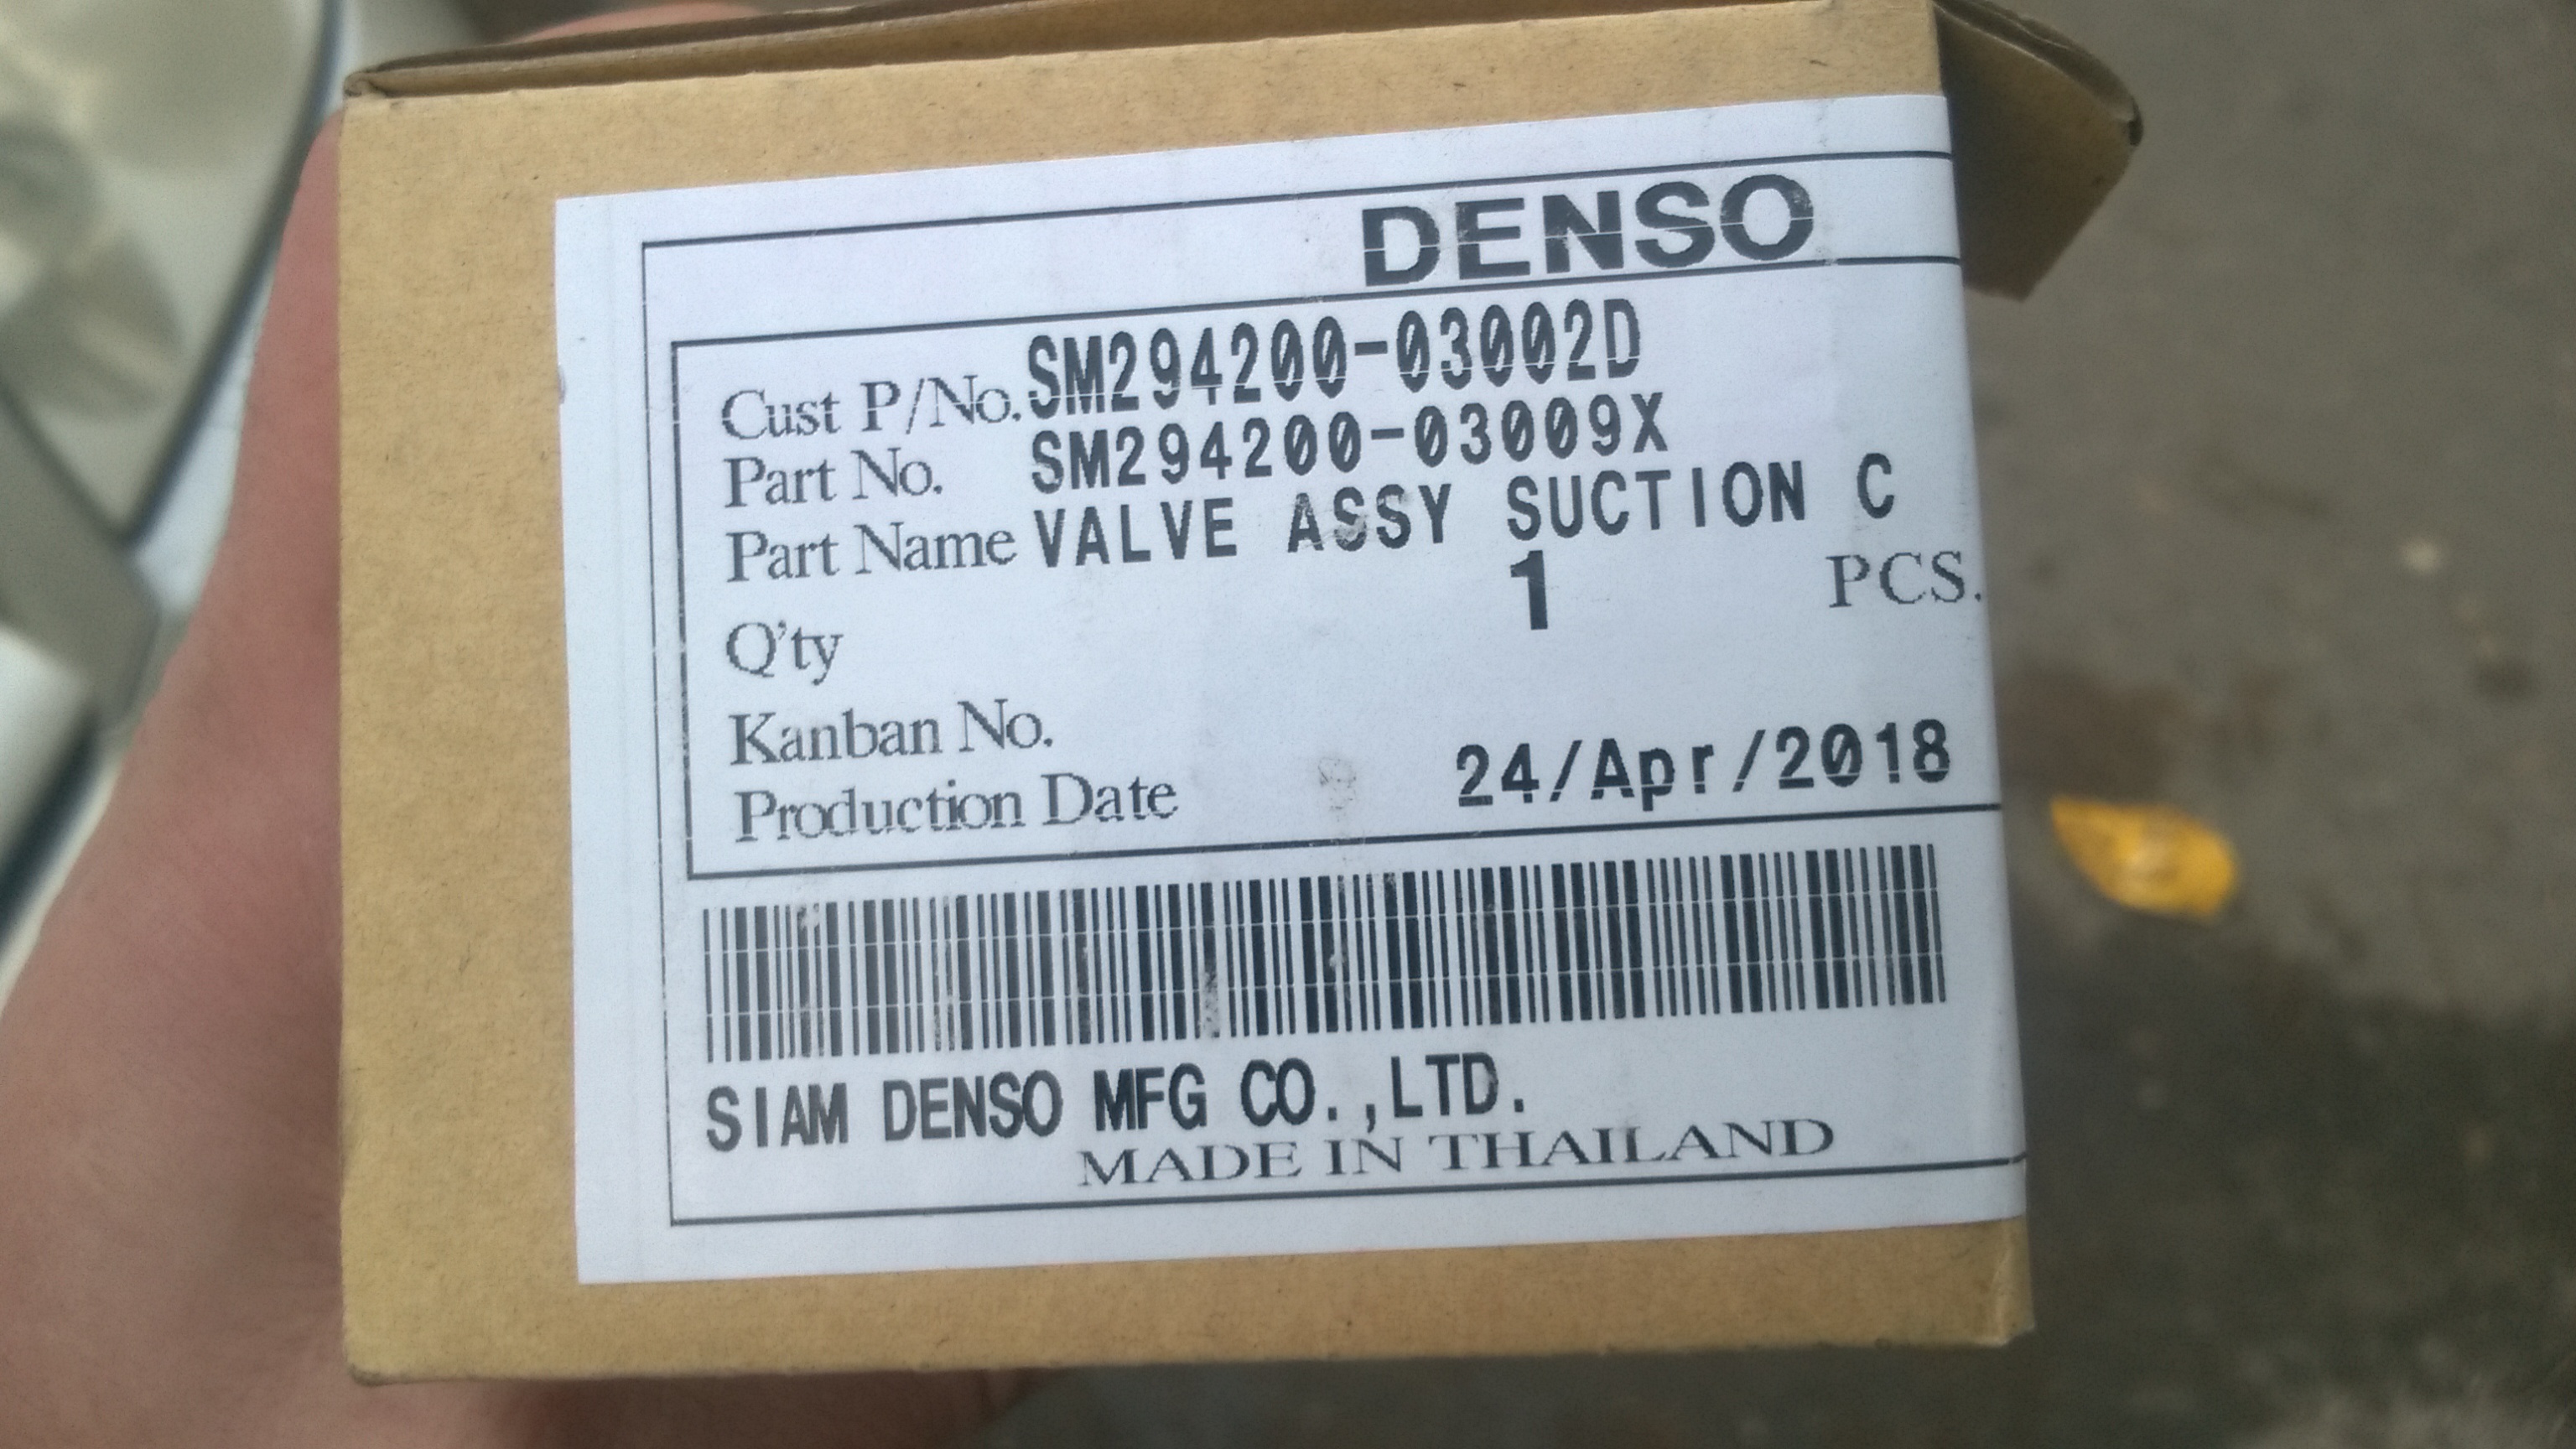 DENSO
Cust P/No. SM294200-03002D
Part No. SM294200-03009X
Part Name VALVE ASSY SUCTION C
Q'ty 1 PCS.
Kanban No.
Production Date 24/Apr/2018
SIAM DENSO MFG CO.,LTD.
MADE IN THAILAND